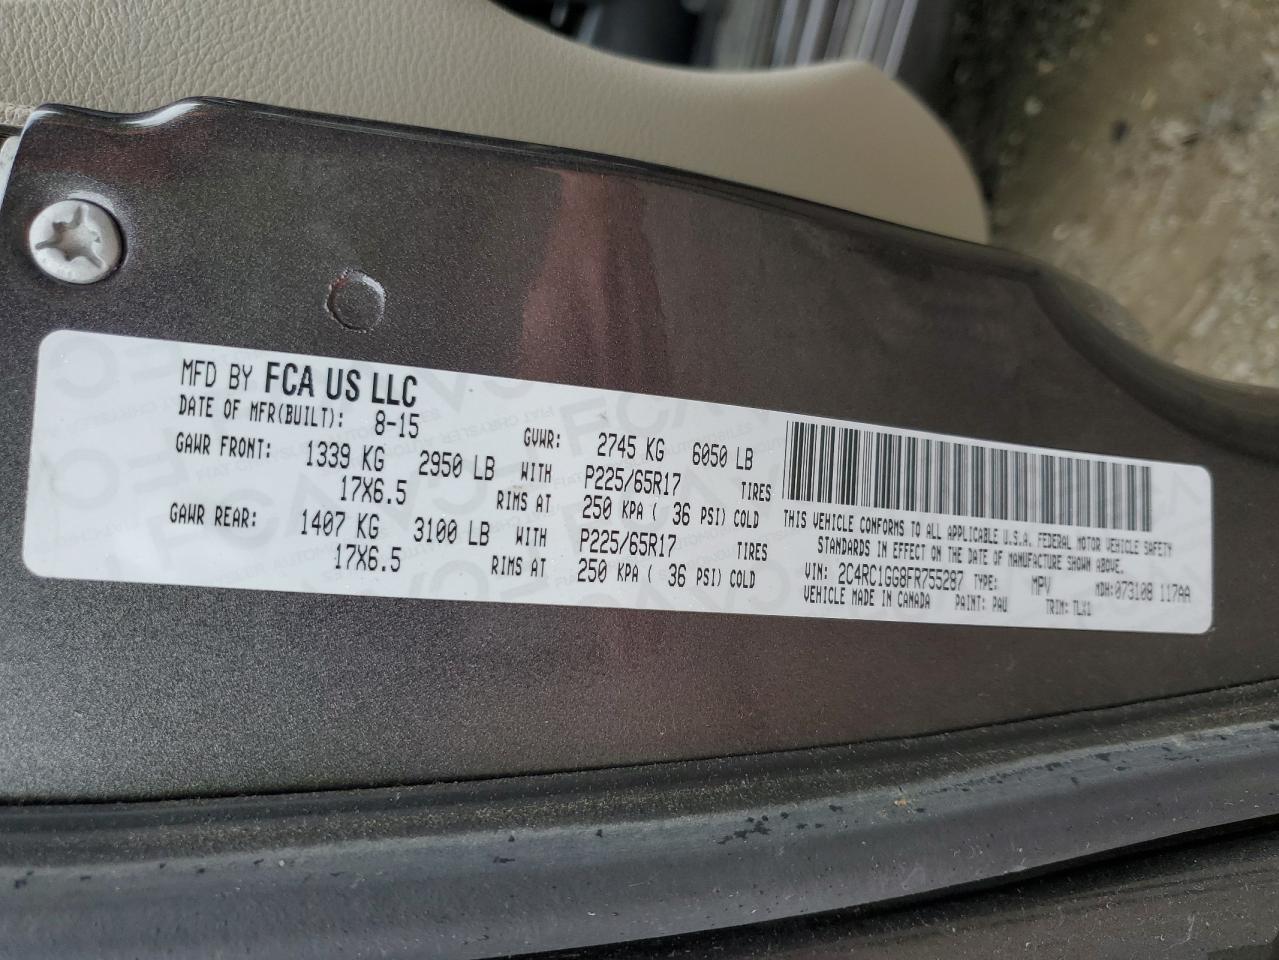 MFD BY FCA US LLC
DATE OF MFR(BUILT): 8-15 GVWR: 2745 KG 6050 LB
GAWR FRONT: 1339 KG 2950 LB WITH P225/65R17 TIRES
17X6.5 RIMS AT 250 KPA ( 36 PSI) COLD
GAWR REAR: 1407 KG 3100 LB WITH P225/65R17 TIRES
17X6.5 RIMS AT 250 KPA ( 36 PSI) COLD
THIS VEHICLE CONFORMS TO ALL APPLICABLE U.S.A. FEDERAL MOTOR VEHICLE SAFETY
STANDARDS IN EFFECT ON THE DATE OF MANUFACTURE SHOWN ABOVE.
VIN: 2C4RC1GG8FR755287 TYPE: MPV MDH:073108 117AA
VEHICLE MADE IN CANADA PAINT: PAU TRIM: TLX1